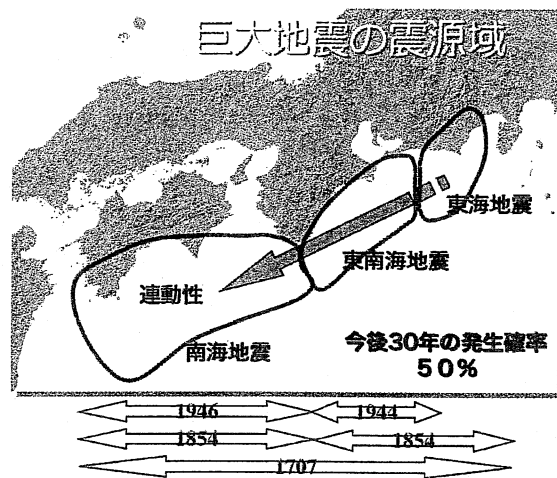 巨大地震の震源域
東海地震
東南海地震
連動性
南海地震
今後30年の発生確率
50%
1946
1944
1854
1854
1707